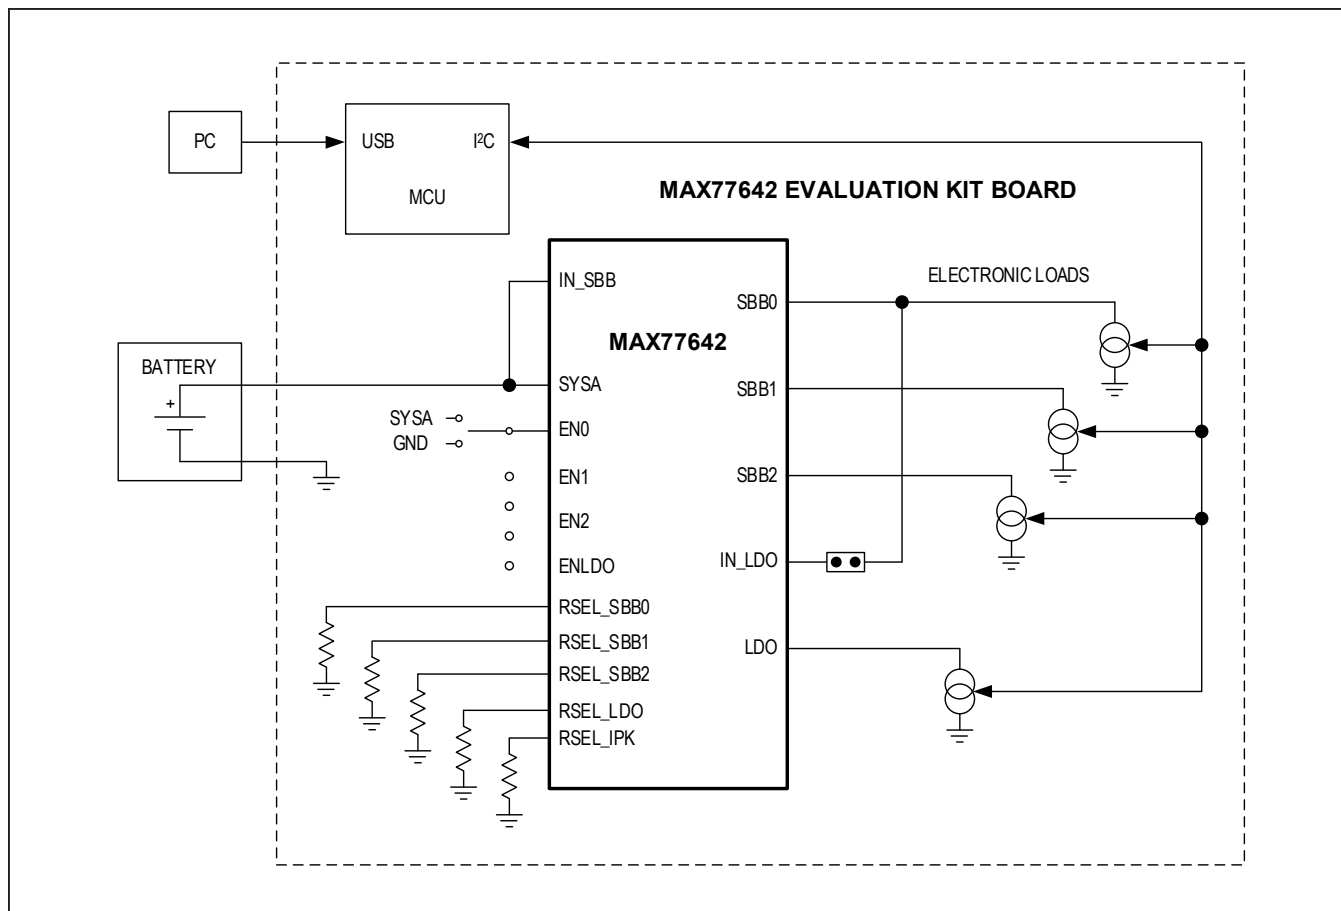 PC
USB
I²C
MCU
MAX77642 EVALUATION KIT BOARD
BATTERY
+
SYSA
GND
IN_SBB
SYSA
EN0
EN1
EN2
ENLDO
RSEL_SBB0
RSEL_SBB1
RSEL_SBB2
RSEL_LDO
RSEL_IPK
MAX77642
SBB0
SBB1
SBB2
IN_LDO
LDO
ELECTRONIC LOADS